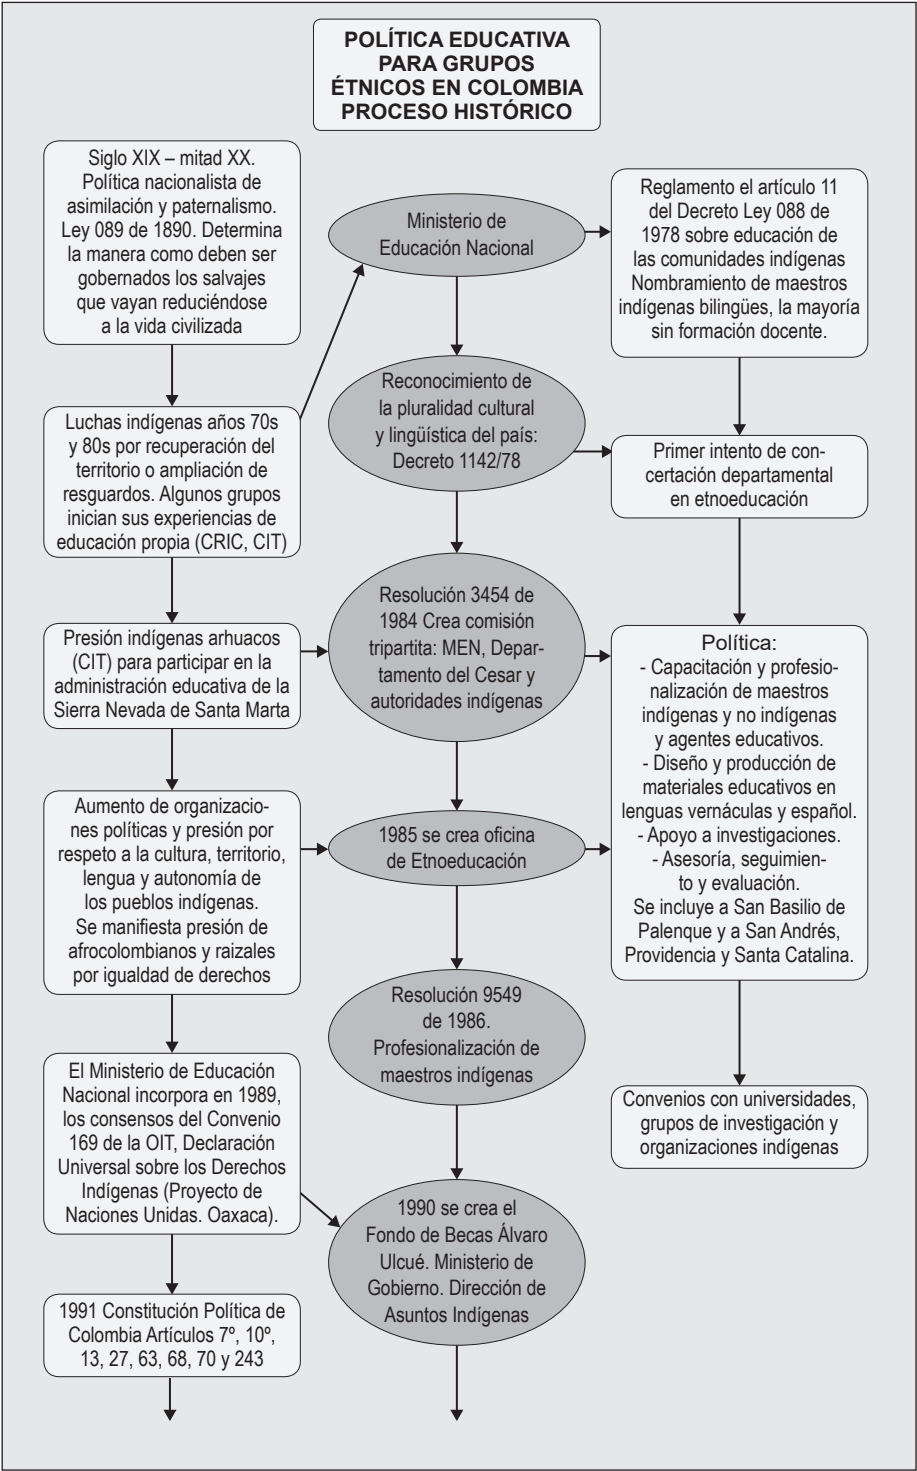 POLÍTICA EDUCATIVA
PARA GRUPOS
ÉTNICOS EN COLOMBIA
PROCESO HISTÓRICO
Siglo XIX – mitad XX.
Política nacionalista de
asimilación y paternalismo.
Ley 089 de 1890. Determina
la manera como deben ser
gobernados los salvajes
que vayan reduciéndose
a la vida civilizada
Luchas indígenas años 70s
y 80s por recuperación del
territorio o ampliación de
resguardos. Algunos grupos
inician sus experiencias de
educación propia (CRIC, CIT)
Presión indígenas arhuacos
(CIT) para participar en la
administración educativa de la
Sierra Nevada de Santa Marta
Aumento de organizacio-
nes políticas y presión por
respeto a la cultura, territorio,
lengua y autonomía de
los pueblos indígenas.
Se manifiesta presión de
afrocolombianos y raizales
por igualdad de derechos
El Ministerio de Educación
Nacional incorpora en 1989,
los consensos del Convenio
169 de la OIT, Declaración
Universal sobre los Derechos
Indígenas (Proyecto de
Naciones Unidas. Oaxaca).
1991 Constitución Política de
Colombia Artículos 7º, 10º,
13, 27, 63, 68, 70 y 243
Ministerio de
Educación Nacional
Reconocimiento de
la pluralidad cultural
y lingüística del país:
Decreto 1142/78
Resolución 3454 de
1984 Crea comisión
tripartita: MEN, Depar-
tamento del Cesar y
autoridades indígenas
1985 se crea oficina
de Etnoeducación
Resolución 9549
de 1986.
Profesionalización de
maestros indígenas
1990 se crea el
Fondo de Becas Álvaro
Ulcué. Ministerio de
Gobierno. Dirección de
Asuntos Indígenas
Reglamento el artículo 11
del Decreto Ley 088 de
1978 sobre educación de
las comunidades indígenas
Nombramiento de maestros
indígenas bilingües, la mayoría
sin formación docente.
Primer intento de con-
certación departamental
en etnoeducación
Política:
- Capacitación y profesio-
nalización de maestros
indígenas y no indígenas
y agentes educativos.
- Diseño y producción de
materiales educativos en
lenguas vernáculas y español.
- Apoyo a investigaciones.
- Asesoría, seguimien-
to y evaluación.
Se incluye a San Basilio de
Palenque y a San Andrés,
Providencia y Santa Catalina.
Convenios con universidades,
grupos de investigación y
organizaciones indígenas